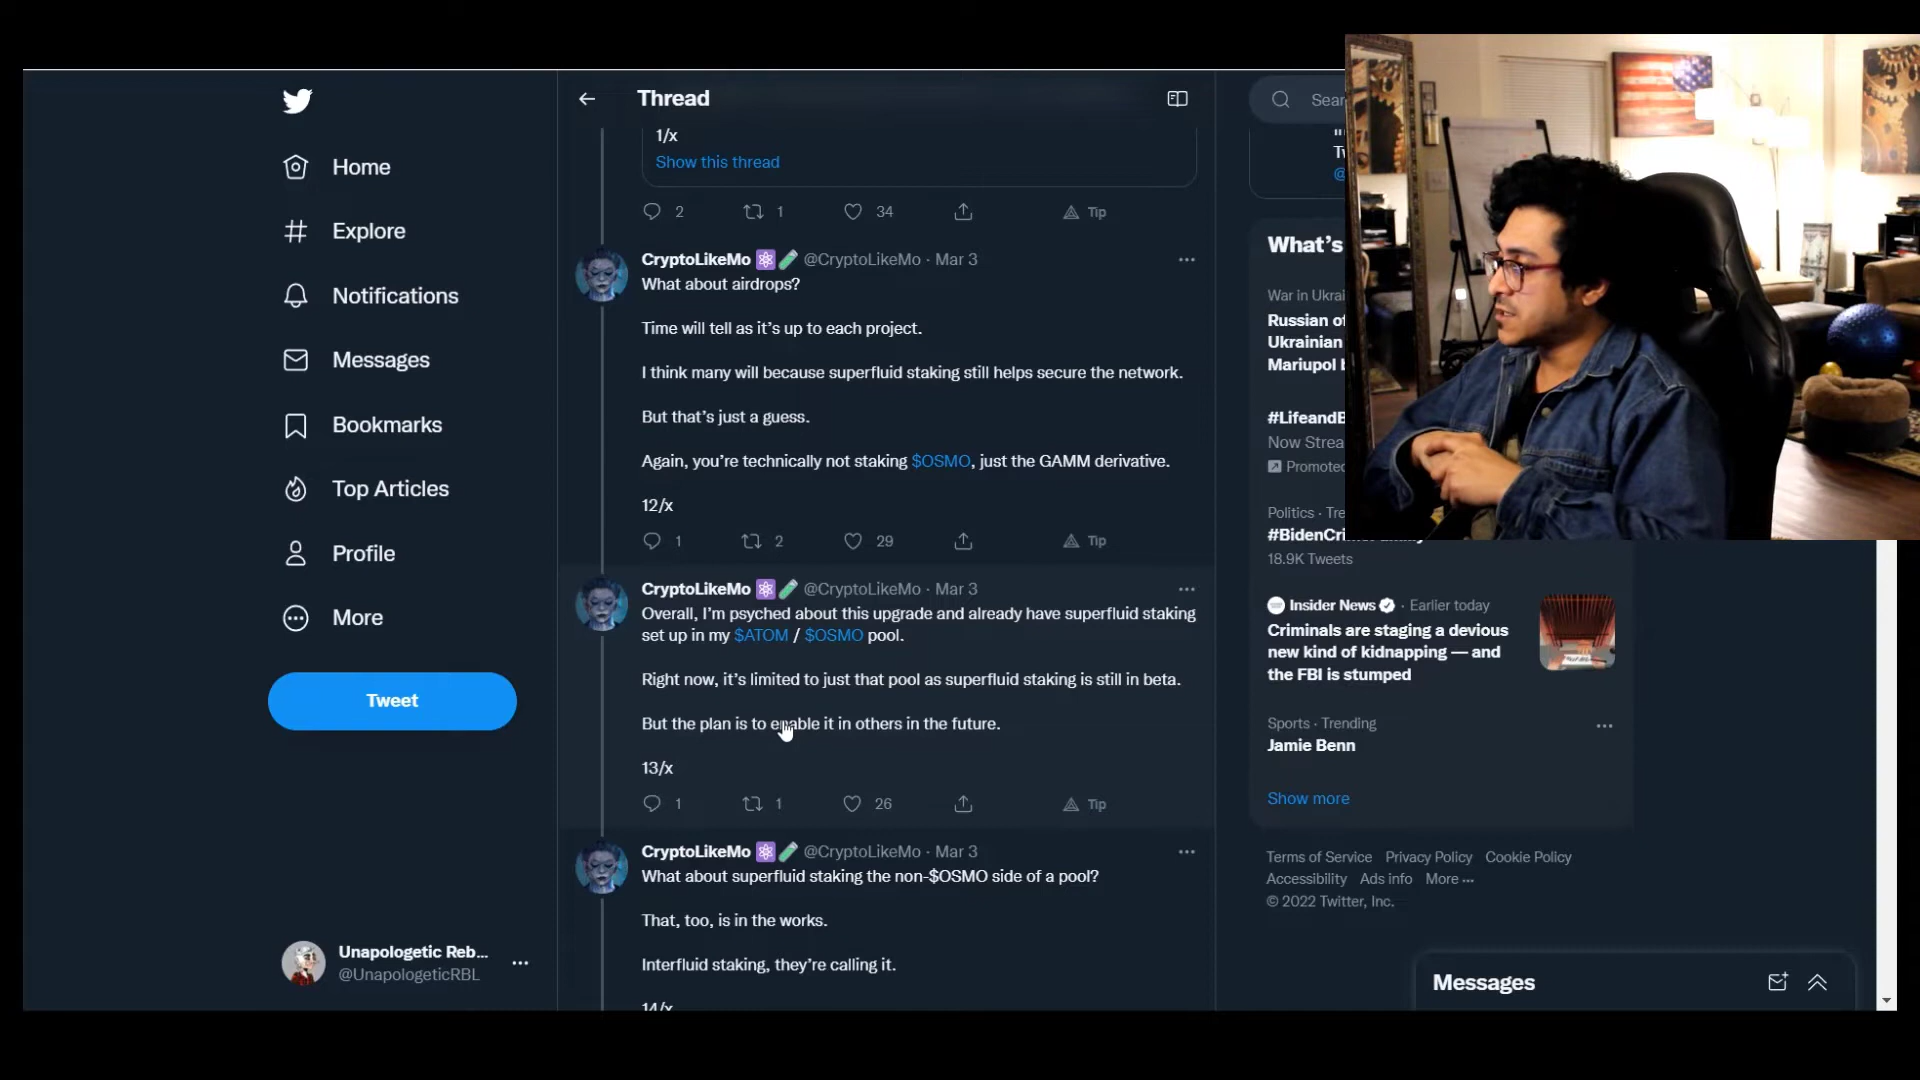 Home
Explore
Notifications
Messages
Bookmarks
Top Articles
Profile
More
Tweet
Unapologetic Reb...
@UnapologeticRBL
Thread
1/x
Show this thread
2
1
34
Tip
CryptoLikeMo @CryptoLikeMo · Mar 3
What about airdrops?
Time will tell as it's up to each project.
I think many will because superfluid staking still helps secure the network.
But that's just a guess.
Again, you're technically not staking $OSMO, just the GAMM derivative.
12/x
1
2
29
Tip
CryptoLikeMo @CryptoLikeMo · Mar 3
Overall, I'm psyched about this upgrade and already have superfluid staking
set up in my $ATOM / $OSMO pool.
Right now, it's limited to just that pool as superfluid staking is still in beta.
But the plan is to enable it in others in the future.
13/x
1
1
26
Tip
CryptoLikeMo @CryptoLikeMo · Mar 3
What about superfluid staking the non-$OSMO side of a pool?
That, too, is in the works.
Interfluid staking, they're calling it.
14/x
Sear
Tw
@
What's
War in Ukrai
Russian of
Ukrainian
Mariupol b
#LifeandB
Now Strea
Promoted
Politics · Tre
#BidenCri
18.9K Tweets
Insider News · Earlier today
Criminals are staging a devious
new kind of kidnapping — and
the FBI is stumped
Sports · Trending
Jamie Benn
Show more
Terms of Service Privacy Policy Cookie Policy
Accessibility Ads info More ···
© 2022 Twitter, Inc.
Messages